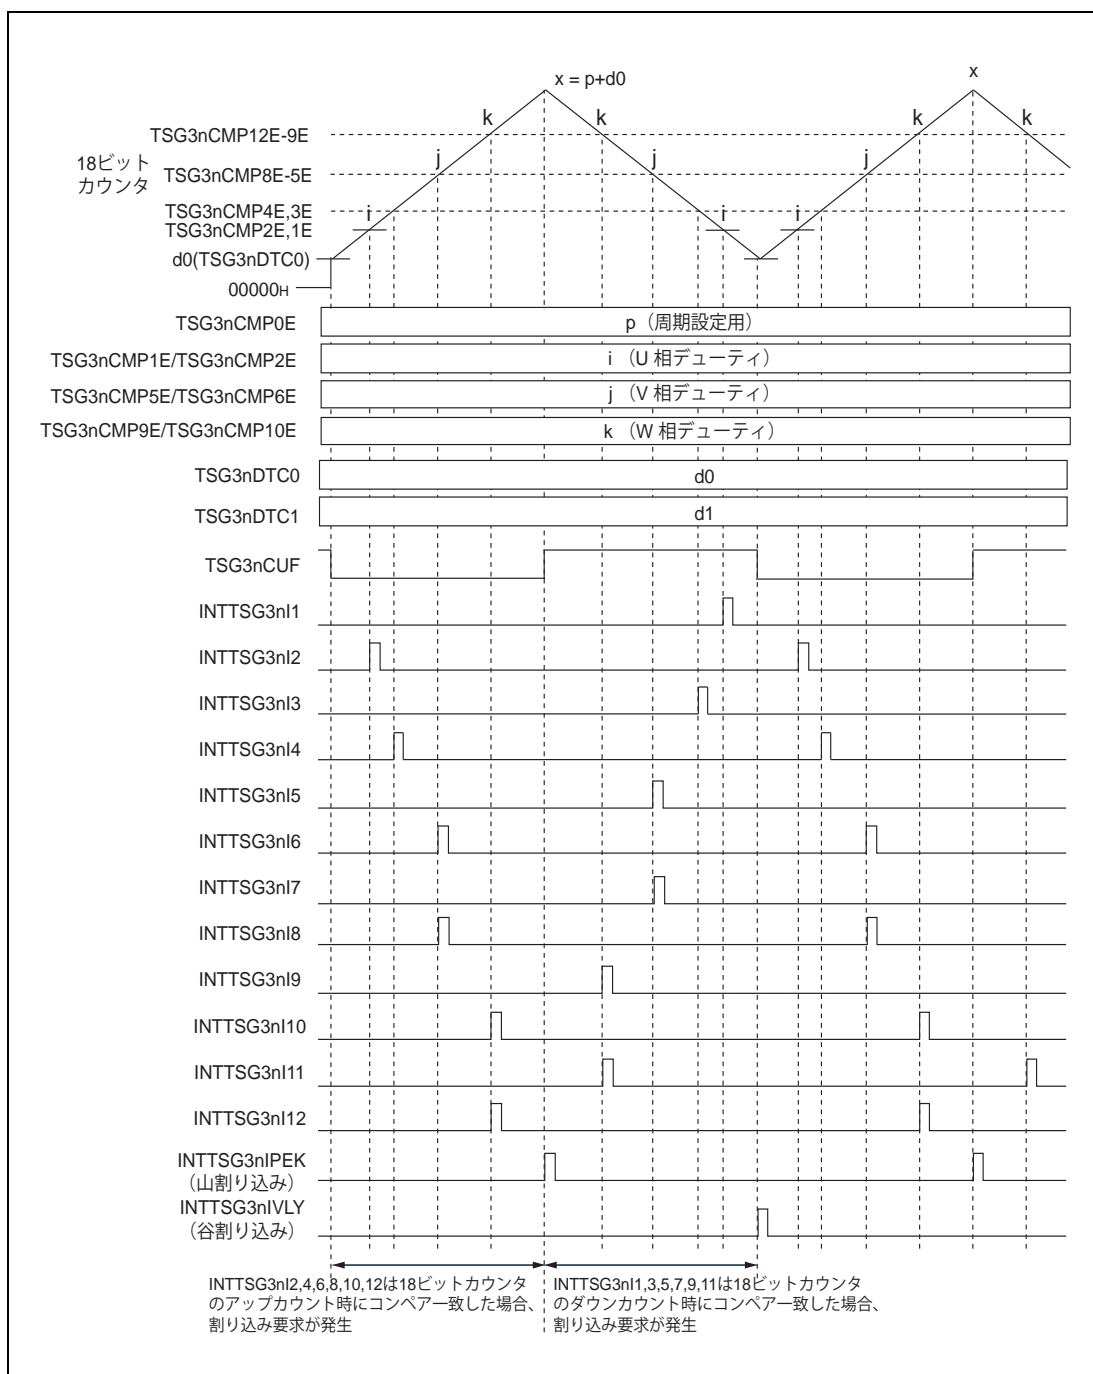 x = p+d0
x
k
k
k
k
TSG3nCMP12E-9E
j
j
j
18ビット
カウンタ
TSG3nCMP8E-5E
TSG3nCMP4E,3E
i
i
i
TSG3nCMP2E,1E
d0(TSG3nDTC0)
00000H
TSG3nCMP0E
p（周期設定用）
TSG3nCMP1E/TSG3nCMP2E
i （U 相デューティ）
TSG3nCMP5E/TSG3nCMP6E
j （V 相デューティ）
TSG3nCMP9E/TSG3nCMP10E
k （W 相デューティ）
TSG3nDTC0
d0
TSG3nDTC1
d1
TSG3nCUF
INTTSG3nI1
INTTSG3nI2
INTTSG3nI3
INTTSG3nI4
INTTSG3nI5
INTTSG3nI6
INTTSG3nI7
INTTSG3nI8
INTTSG3nI9
INTTSG3nI10
INTTSG3nI11
INTTSG3nI12
INTTSG3nIPEK
（山割り込み）
INTTSG3nIVLY
（谷割り込み）
INTTSG3nI2,4,6,8,10,12は18ビットカウンタ
のアップカウント時にコンペア一致した場合、
割り込み要求が発生
INTTSG3nI1,3,5,7,9,11は18ビットカウンタ
のダウンカウント時にコンペア一致した場合、
割り込み要求が発生